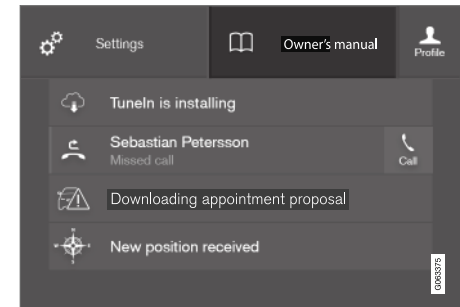 Settings
Owner's manual
Profile
TuneIn is installing
Sebastian Petersson
Missed call
Call
Downloading appointment proposal
New position received
G063375